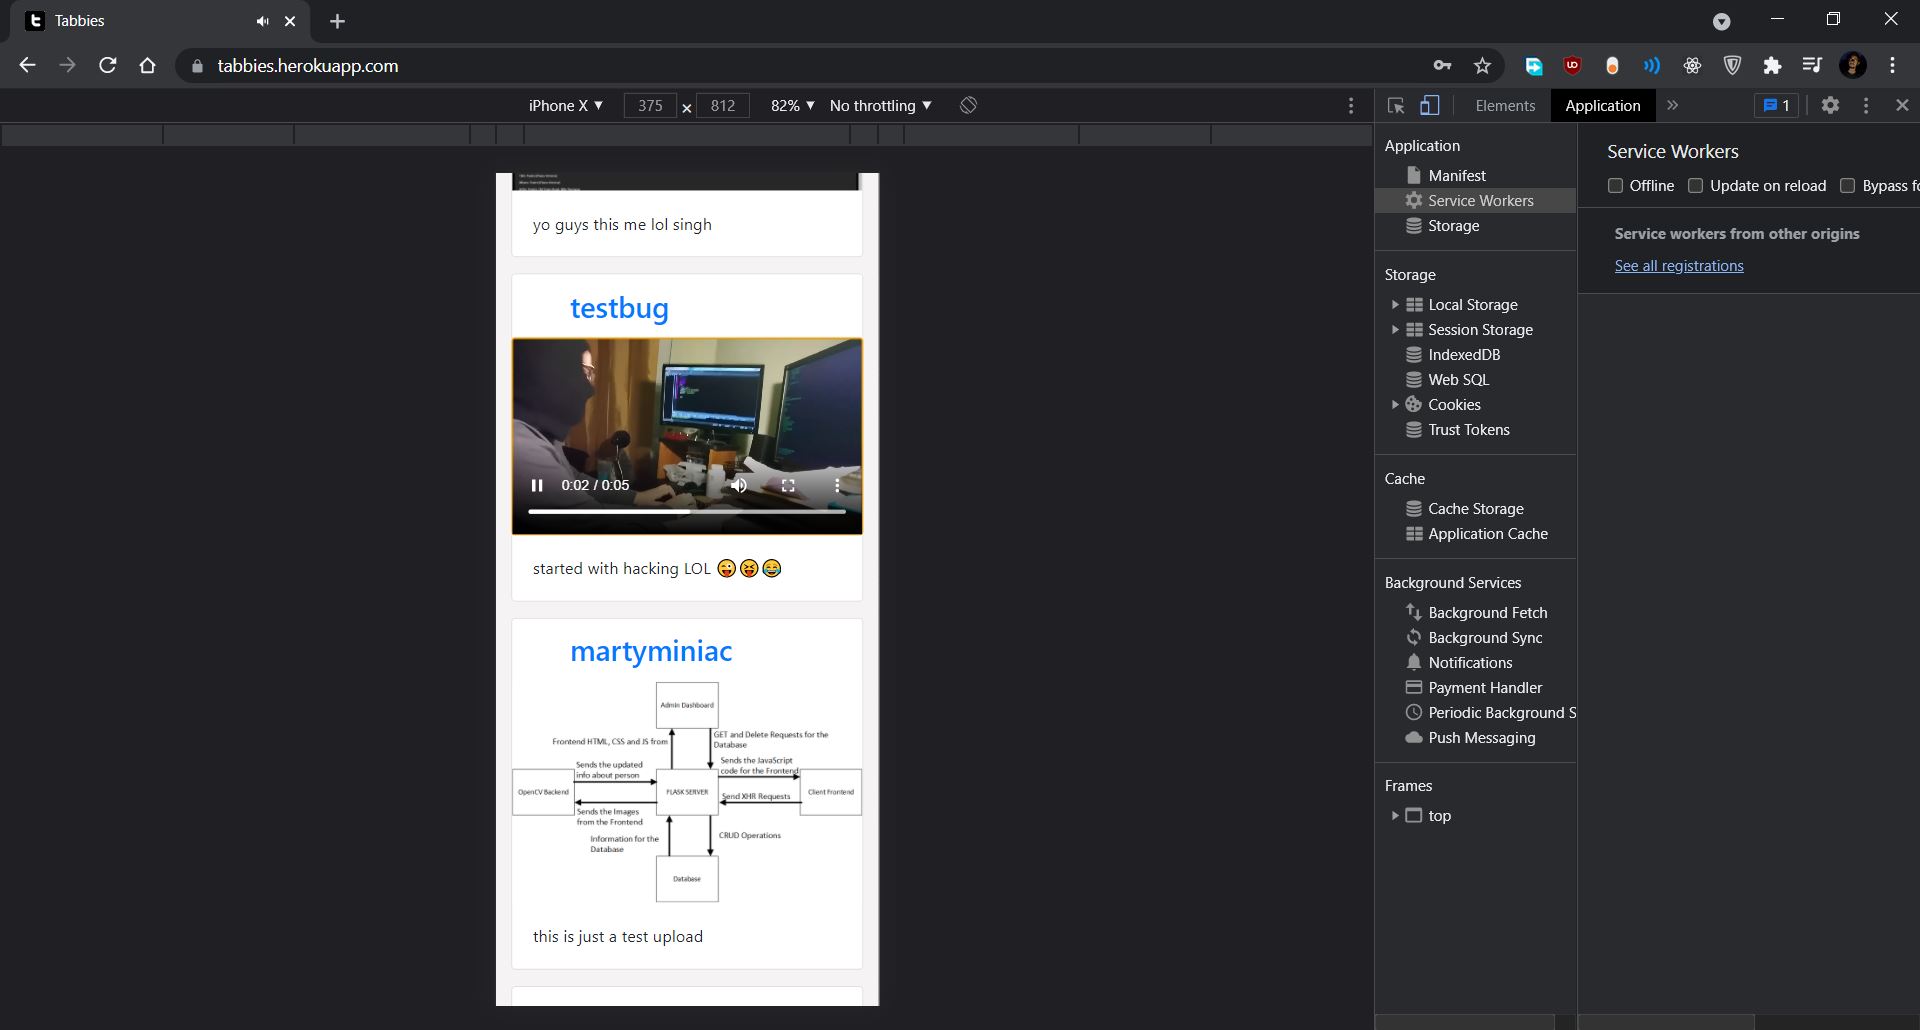 Tabbies
tabbies.herokuapp.com
iPhone X ▼ 375 × 812 82% ▼ No throttling ▼
Elements Application » 1
Application
Manifest
Service Workers
Storage
Storage
Local Storage
Session Storage
IndexedDB
Web SQL
Cookies
Trust Tokens
Cache
Cache Storage
Application Cache
Background Services
Background Fetch
Background Sync
Notifications
Payment Handler
Periodic Background S
Push Messaging
Frames
top
Service Workers
Offline Update on reload Bypass fo
Service workers from other origins
See all registrations
yo guys this me lol singh
testbug
0:02 / 0:05
started with hacking LOL 😜😝😂
martyminiac
Admin Dashboard
Frontend HTML, CSS and JS from
GET and Delete Requests for the
Database
Sends the updated
info about person
Sends the JavaScript
code for the Frontend
OpenCV Backend
FLASK SERVER
Client Frontend
Send XHR Requests
Sends the Images
from the Frontend
Information for the
Database
CRUD Operations
Database
this is just a test upload